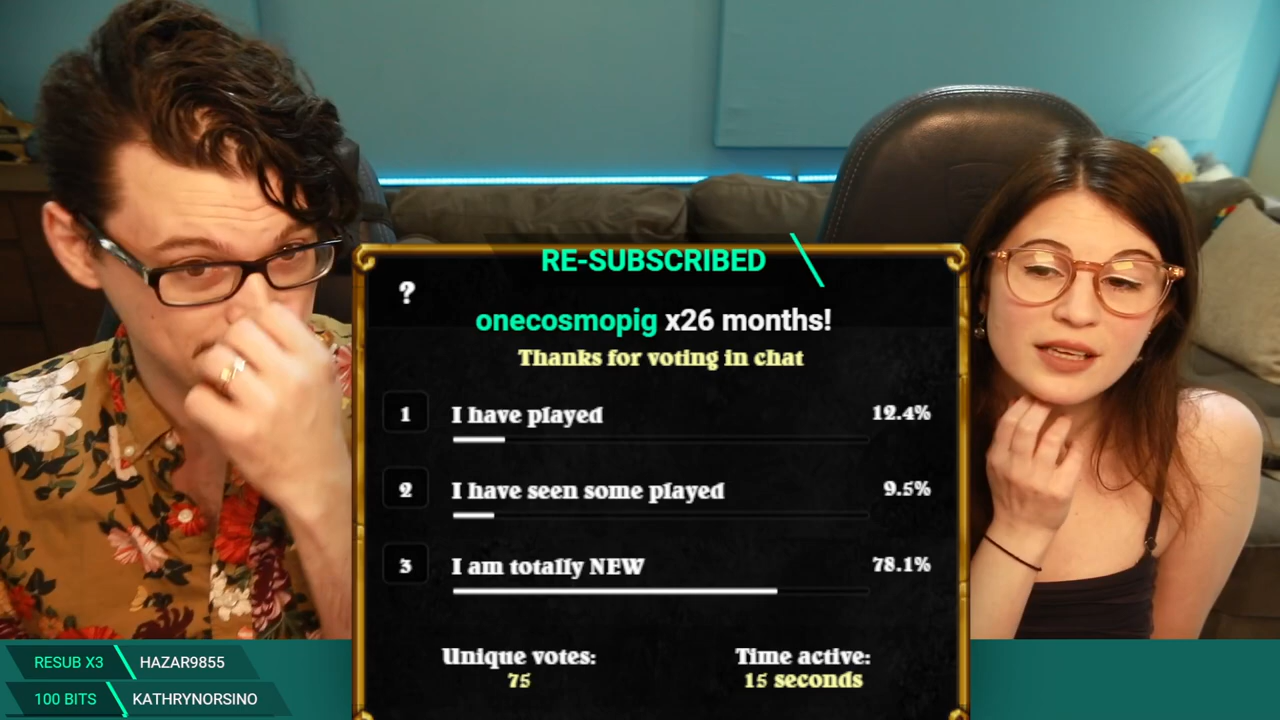 RE-SUBSCRIBED
?
onecosmopig x26 months!
Thanks for voting in chat
1 I have played 12.4%
2 I have seen some played 9.5%
3 I am totally NEW 78.1%
Unique votes: Time active:
75 15 seconds
RESUB X3 HAZAR9855
100 BITS KATHRYNORSINO